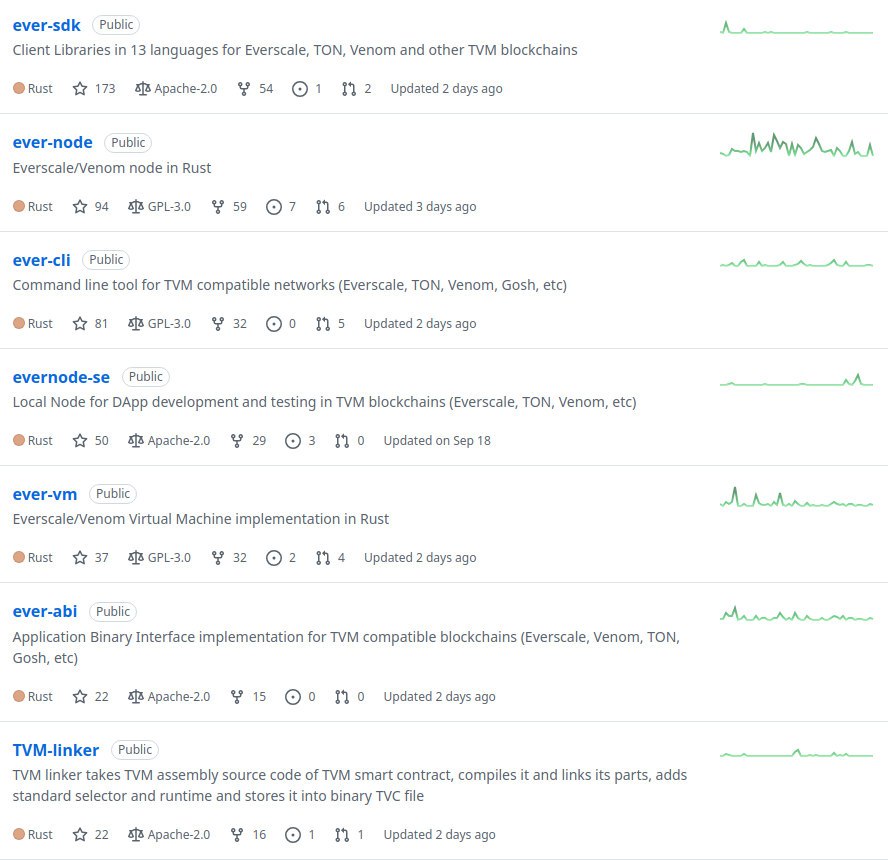 ever-sdk Public
Client Libraries in 13 languages for Everscale, TON, Venom and other TVM blockchains
Rust 173 Apache-2.0 54 1 2 Updated 2 days ago
ever-node Public
Everscale/Venom node in Rust
Rust 94 GPL-3.0 59 7 6 Updated 3 days ago
ever-cli Public
Command line tool for TVM compatible networks (Everscale, TON, Venom, Gosh, etc)
Rust 81 GPL-3.0 32 0 5 Updated 2 days ago
evernode-se Public
Local Node for DApp development and testing in TVM blockchains (Everscale, TON, Venom, etc)
Rust 50 Apache-2.0 29 3 0 Updated on Sep 18
ever-vm Public
Everscale/Venom Virtual Machine implementation in Rust
Rust 37 GPL-3.0 32 2 4 Updated 2 days ago
ever-abi Public
Application Binary Interface implementation for TVM compatible blockchains (Everscale, Venom, TON,
Gosh, etc)
Rust 22 Apache-2.0 15 0 0 Updated 2 days ago
TVM-linker Public
TVM linker takes TVM assembly source code of TVM smart contract, compiles it and links its parts, adds
standard selector and runtime and stores it into binary TVC file
Rust 22 Apache-2.0 16 1 1 Updated 2 days ago